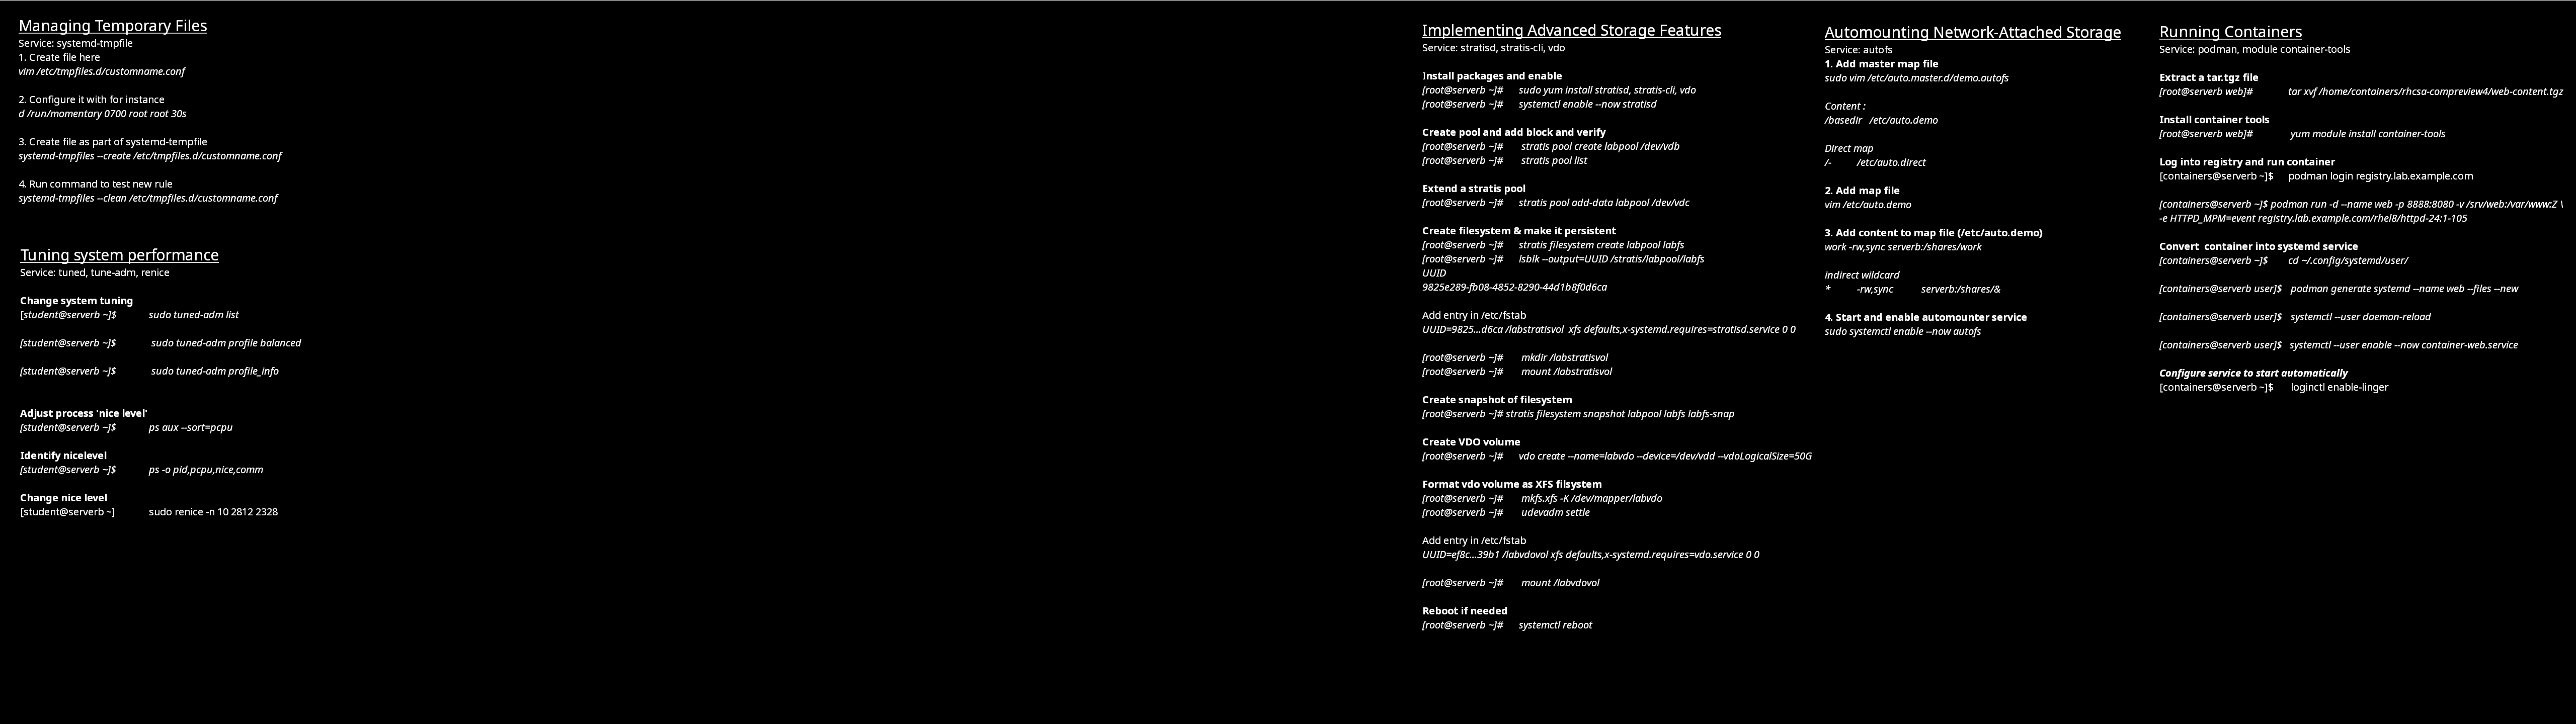 Managing Temporary Files
Service: systemd-tmpfile
1. Create file here
vim /etc/tmpfiles.d/customname.conf
2. Configure it with for instance
d /run/momentary 0700 root root 30s
3. Create file as part of systemd-tempfile
systemd-tmpfiles --create /etc/tmpfiles.d/customname.conf
4. Run command to test new rule
systemd-tmpfiles --clean /etc/tmpfiles.d/customname.conf
Tuning system performance
Service: tuned, tune-adm, renice
Change system tuning
[student@serverb ~]$ sudo tuned-adm list
[student@serverb ~]$ sudo tuned-adm profile balanced
[student@serverb ~]$ sudo tuned-adm profile_info
Adjust process 'nice level'
[student@serverb ~]$ ps aux --sort=pcpu
Identify nicelevel
[student@serverb ~]$ ps -o pid,pcpu,nice,comm
Change nice level
[student@serverb ~] sudo renice -n 10 2812 2328
Implementing Advanced Storage Features
Service: stratisd, stratis-cli, vdo
Install packages and enable
[root@serverb ~]# sudo yum install stratisd, stratis-cli, vdo
[root@serverb ~]# systemctl enable --now stratisd
Create pool and add block and verify
[root@serverb ~]# stratis pool create labpool /dev/vdb
[root@serverb ~]# stratis pool list
Extend a stratis pool
[root@serverb ~]# stratis pool add-data labpool /dev/vdc
Create filesystem & make it persistent
[root@serverb ~]# stratis filesystem create labpool labfs
[root@serverb ~]# lsblk --output=UUID /stratis/labpool/labfs
UUID
9825e289-fb08-4852-8290-44d1b8f0d6ca
Add entry in /etc/fstab
UUID=9825...d6ca /labstratisvol xfs defaults,x-systemd.requires=stratisd.service 0 0
[root@serverb ~]# mkdir /labstratisvol
[root@serverb ~]# mount /labstratisvol
Create snapshot of filesystem
[root@serverb ~]# stratis filesystem snapshot labpool labfs labfs-snap
Create VDO volume
[root@serverb ~]# vdo create --name=labvdo --device=/dev/vdd --vdoLogicalSize=50G
Format vdo volume as XFS filsystem
[root@serverb ~]# mkfs.xfs -K /dev/mapper/labvdo
[root@serverb ~]# udevadm settle
Add entry in /etc/fstab
UUID=ef8c...39b1 /labvdovol xfs defaults,x-systemd.requires=vdo.service 0 0
[root@serverb ~]# mount /labvdovol
Reboot if needed
[root@serverb ~]# systemctl reboot
Automounting Network-Attached Storage
Service: autofs
1. Add master map file
sudo vim /etc/auto.master.d/demo.autofs
Content :
/basedir /etc/auto.demo
Direct map
/- /etc/auto.direct
2. Add map file
vim /etc/auto.demo
3. Add content to map file (/etc/auto.demo)
work -rw,sync serverb:/shares/work
indirect wildcard
* -rw,sync serverb:/shares/&
4. Start and enable automounter service
sudo systemctl enable --now autofs
Running Containers
Service: podman, module container-tools
Extract a tar.tgz file
[root@serverb web]# tar xvf /home/containers/rhcsa-compreview4/web-content.tgz
Install container tools
[root@serverb web]# yum module install container-tools
Log into registry and run container
[containers@serverb ~]$ podman login registry.lab.example.com
[containers@serverb ~]$ podman run -d --name web -p 8888:8080 -v /srv/web:/var/www:Z \
-e HTTPD_MPM=event registry.lab.example.com/rhel8/httpd-24:1-105
Convert container into systemd service
[containers@serverb ~]$ cd ~/.config/systemd/user/
[containers@serverb user]$ podman generate systemd --name web --files --new
[containers@serverb user]$ systemctl --user daemon-reload
[containers@serverb user]$ systemctl --user enable --now container-web.service
Configure service to start automatically
[containers@serverb ~]$ loginctl enable-linger